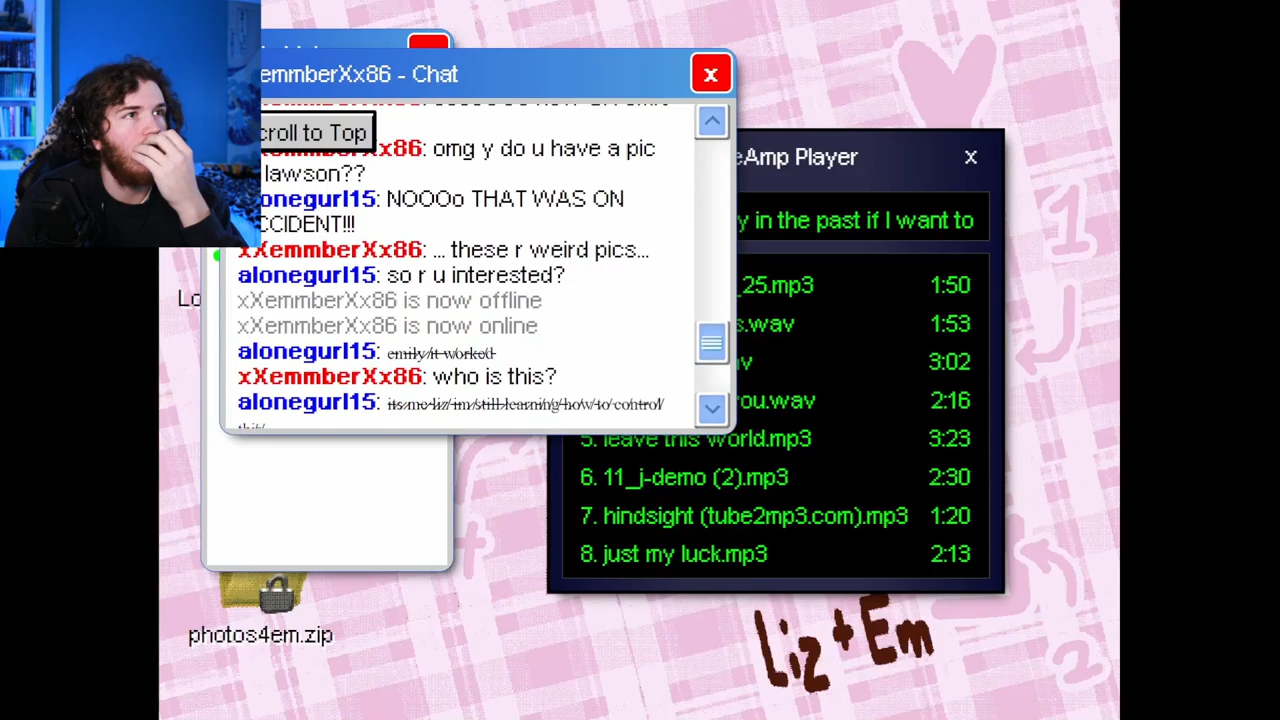 emmberXx86 - Chat
croll to Top
x86: omg y do u have a pic
lawson??
onegurl15: NOOOo THAT WAS ON
CCIDENT!!!
xXemmberXx86: ... these r weird pics...
alonegurl15: so r u interested?
xXemmberXx86 is now offline
xXemmberXx86 is now online
alonegurl15: emily/it worked
xXemmberXx86: who is this?
alonegurl15: its/me-liz/im/still-learning/how/to/control/
eAmp Player
x
y in the past if I want to
_25.mp3 1:50
s.wav 1:53
3:02
ou.wav 2:16
5. leave this world.mp3 3:23
6. 11_j-demo (2).mp3 2:30
7. hindsight (tube2mp3.com).mp3 1:20
8. just my luck.mp3 2:13
Lo
photos4em.zip
Liz + Em
1
2